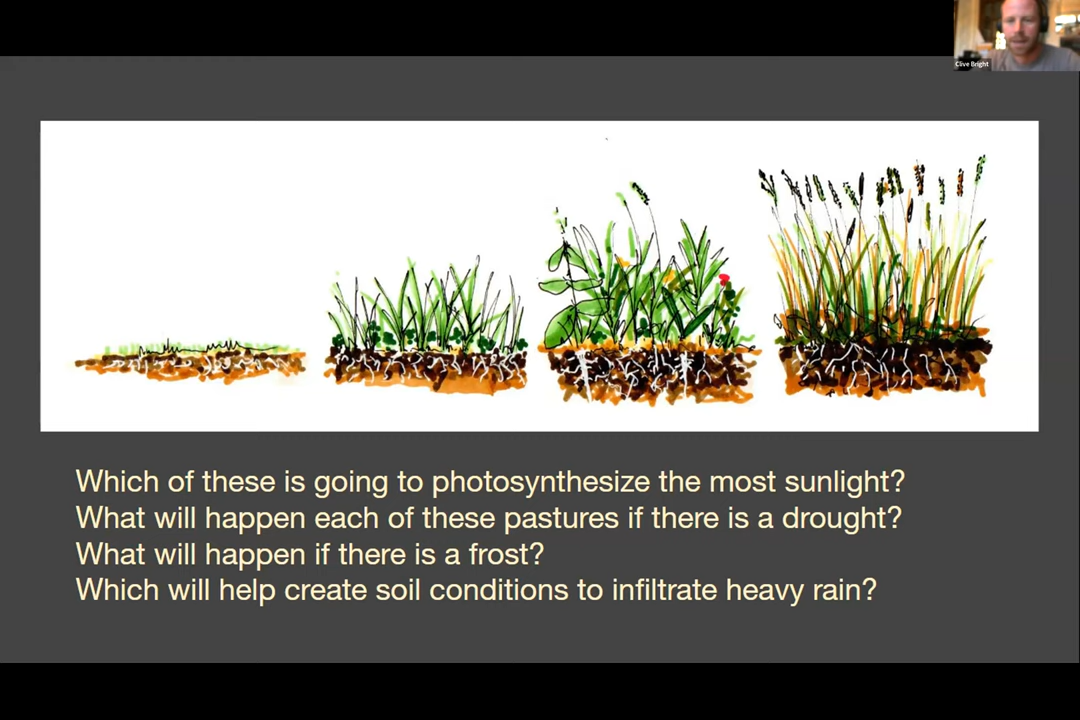 Clive Bright
Which of these is going to photosynthesize the most sunlight?
What will happen each of these pastures if there is a drought?
What will happen if there is a frost?
Which will help create soil conditions to infiltrate heavy rain?